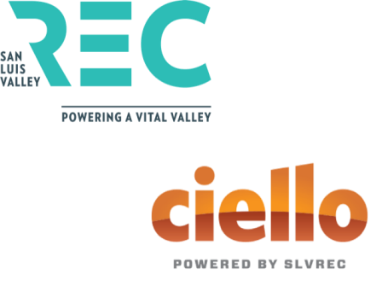 REC
SAN
LUIS
VALLEY
POWERING A VITAL VALLEY
ciello
POWERED BY SLVREC